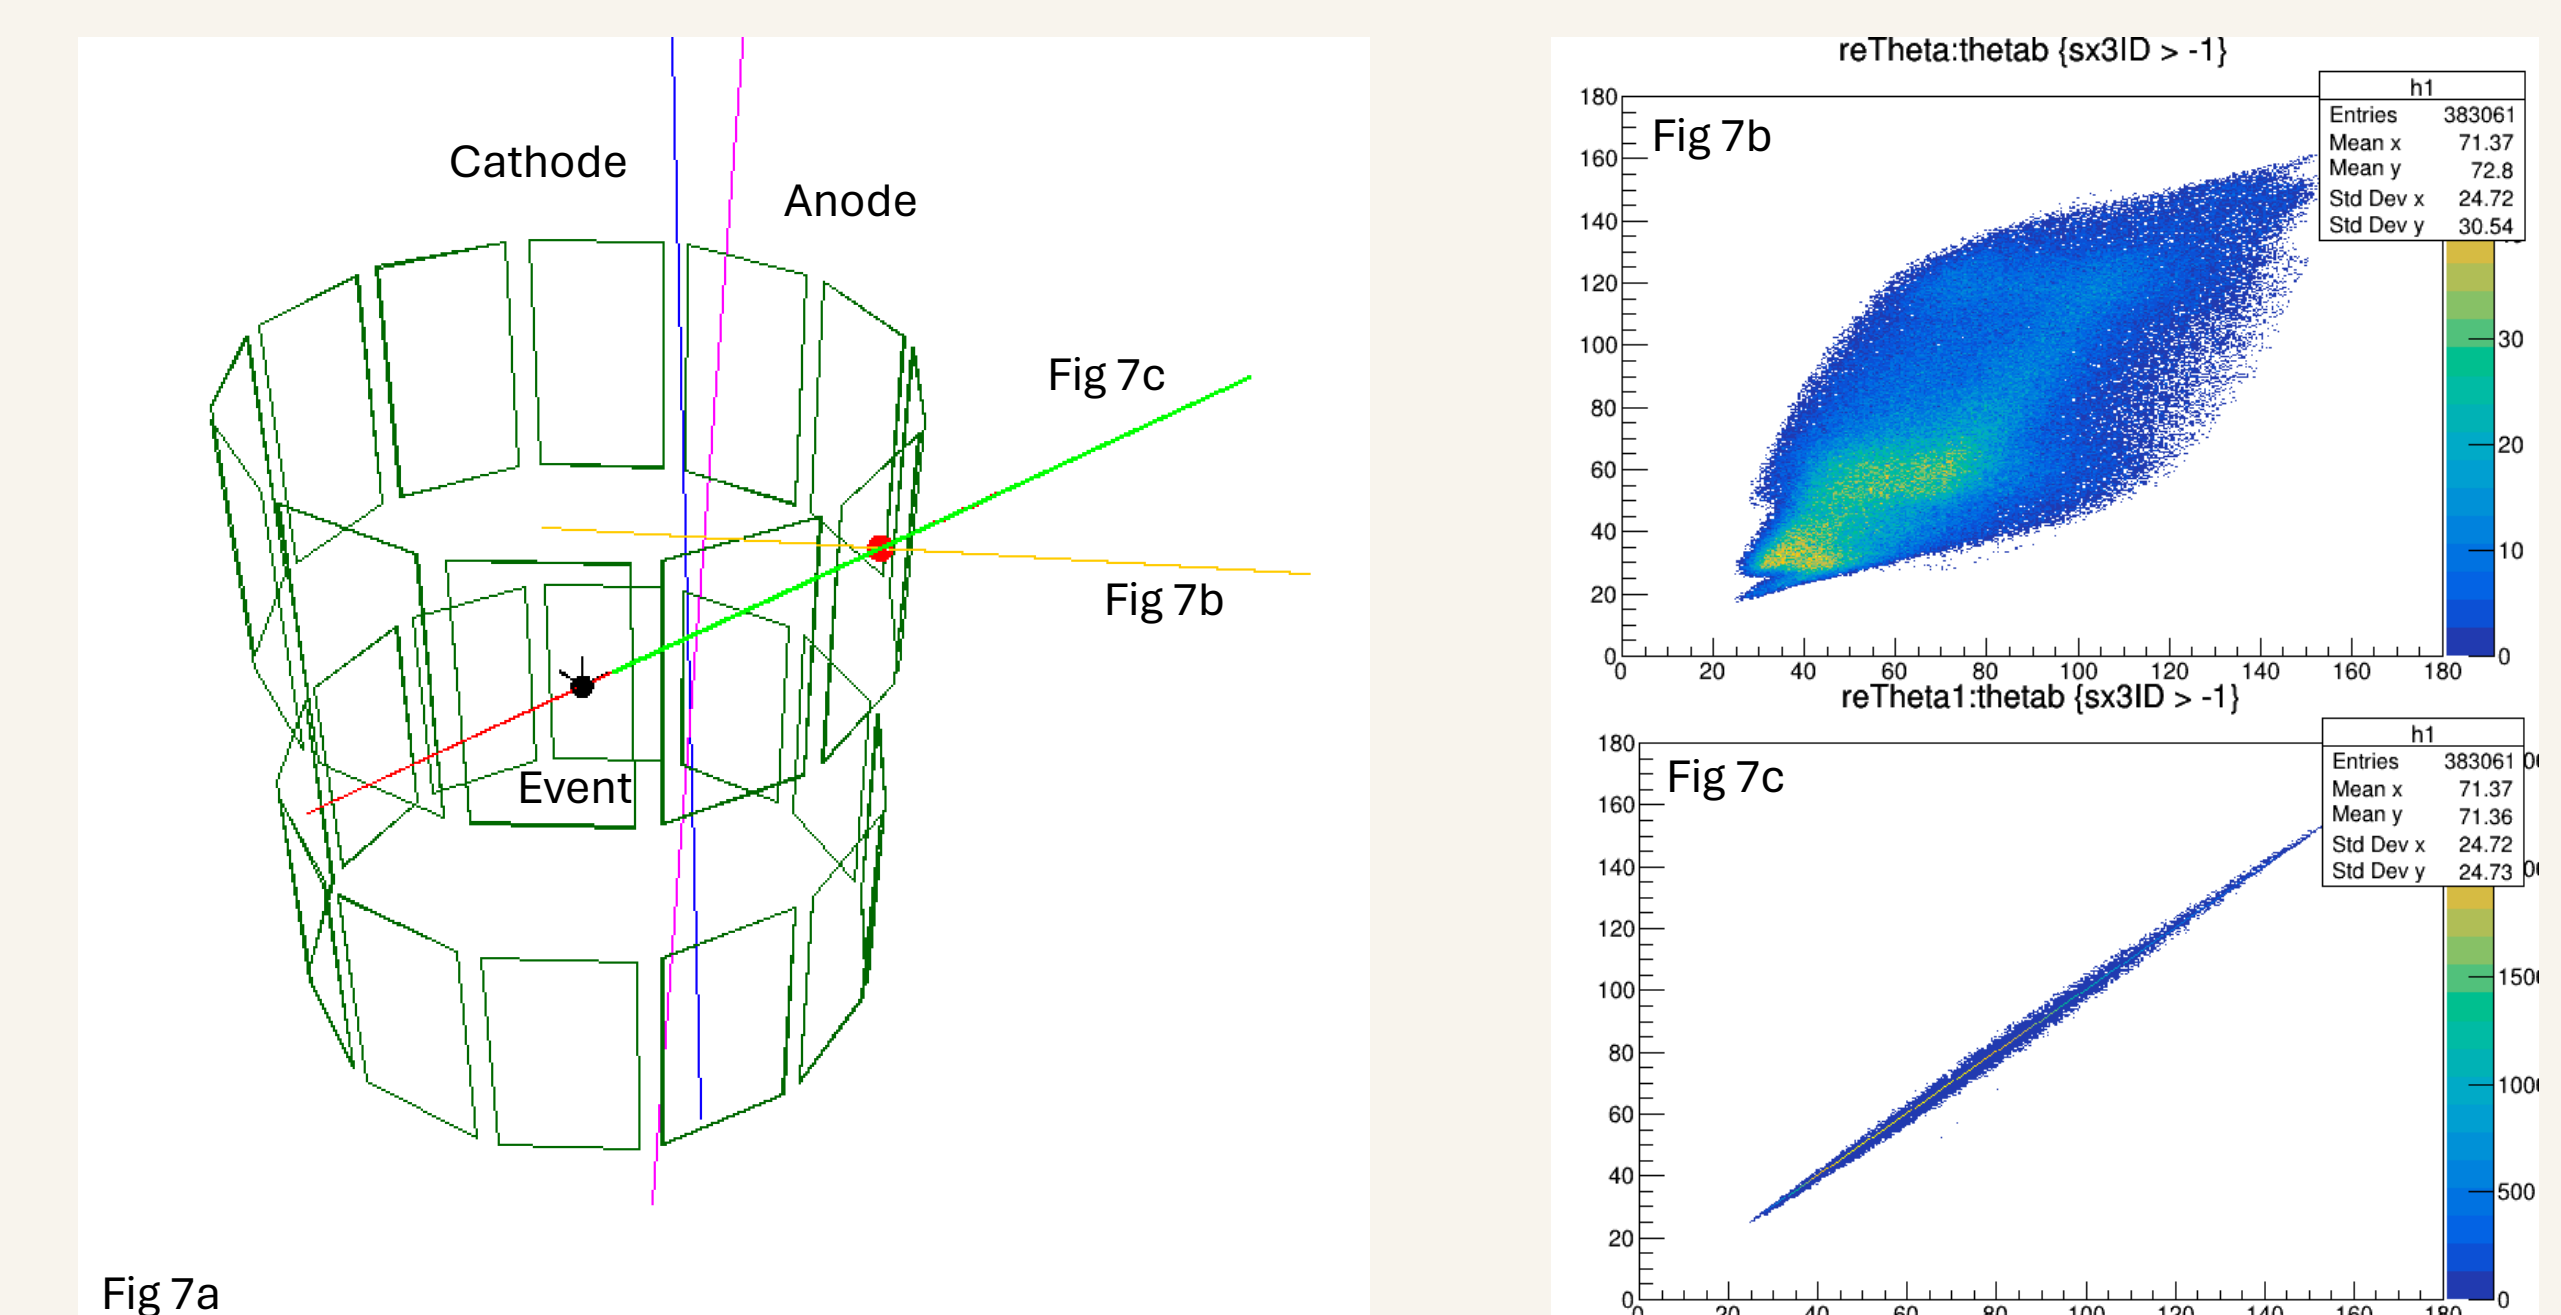 Cathode
Anode
Fig 7c
Fig 7b
Event
Fig 7a
reTheta:thetab {sx3ID > -1}
Fig 7b
h1
Entries 383061
Mean x 71.37
Mean y 72.8
Std Dev x 24.72
Std Dev y 30.54
180
160
140
120
100
80
60
40
20
0
0 20 40 60 80 100 120 140 160 180
30
20
10
0
reTheta1:thetab {sx3ID > -1}
Fig 7c
h1
Entries 383061
Mean x 71.37
Mean y 71.36
Std Dev x 24.72
Std Dev y 24.73
180
160
140
120
100
80
60
40
20
0
0 20 40 60 80 100 120 140 160 180
500
0